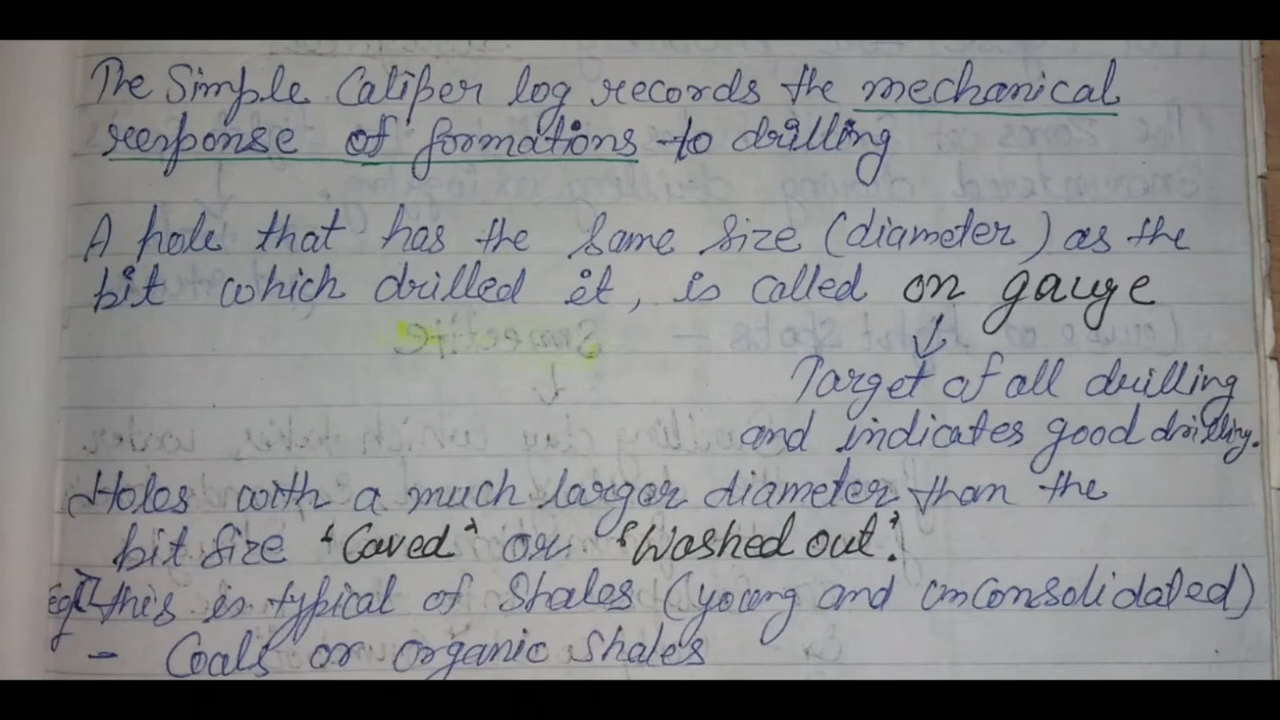 The Simple Caliper log records the mechanical
response of formations to drilling
A hole that has the same size (diameter) as the
bit which drilled it, is called on gauge
↓
Target of all drilling
and indicates good drilling.
Holes with a much larger diameter than the
bit size "Caved" or "Washed out".
eg → this is typical of Shales (young and unconsolidated)
- Coals or organic shales